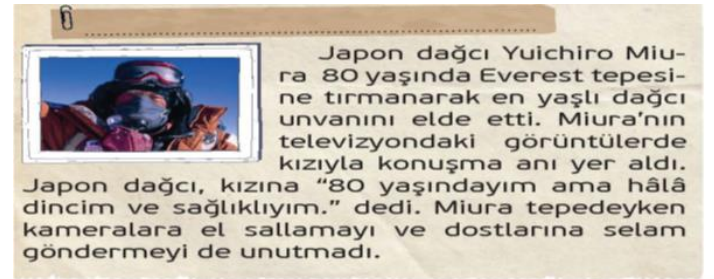 Japon dağcı Yuichiro Miu-
ra 80 yaşında Everest tepesi-
ne tırmanarak en yaşlı dağcı
unvanını elde etti. Miura’nın
televizyondaki görüntülerde
kızıyla konuşma anı yer aldı.
Japon dağcı, kızına “80 yaşındayım ama hâlâ
dincim ve sağlıklıyım.” dedi. Miura tepedeyken
kameralara el sallamayı ve dostlarına selam
göndermeyi de unutmadı.